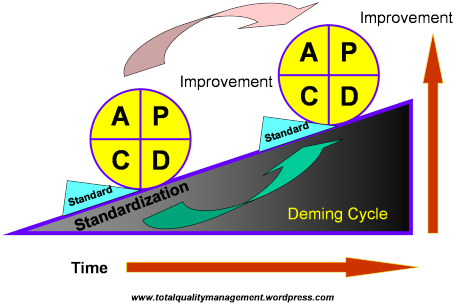 Improvement
Improvement
A P
C D
Standard
A P
C D
Standard
Standardization
Deming Cycle
Time
www.totalqualitymanagement.wordpress.com